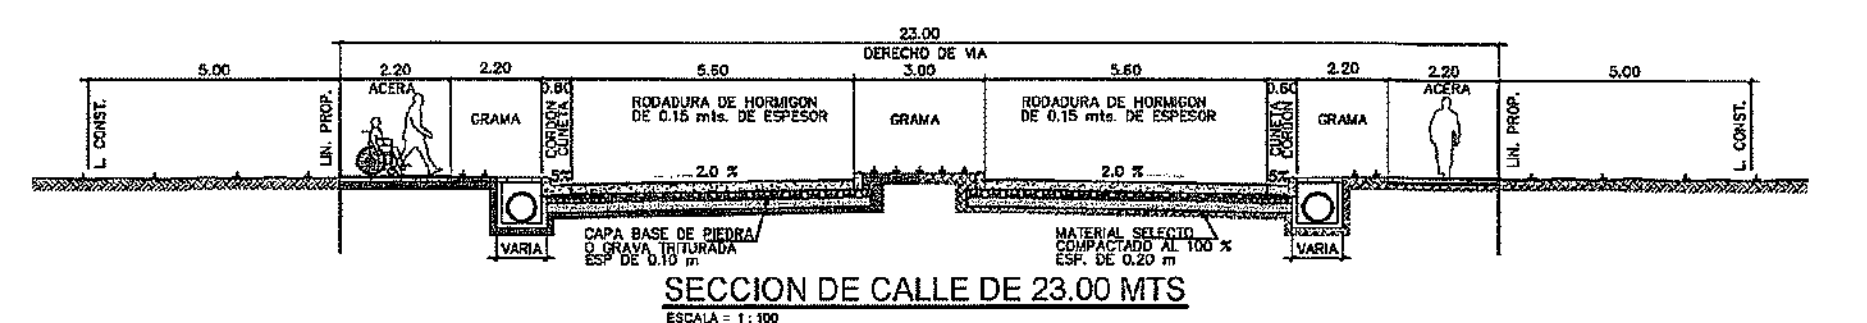 23.00
DERECHO DE VIA
5.00
2.20
2.20
5.60
3.00
5.60
2.20
2.20
5.00
L. CONST.
LIN. PROP.
ACERA
GRAMA
0.60
CORDON
CUNETA
RODADURA DE HORMIGON
DE 0.15 mts. DE ESPESOR
GRAMA
RODADURA DE HORMIGON
DE 0.15 mts. DE ESPESOR
0.60
CUNETA
CORDON
GRAMA
ACERA
LIN. PROP.
L. CONST.
2.0 %
2.0 %
VARIA
CAPA BASE DE PIEDRA
O GRAVA TRITURADA
ESP DE 0.10 m
MATERIAL SELECTO
COMPACTADO AL 100 %
ESP. DE 0.20 m
VARIA
SECCION DE CALLE DE 23.00 MTS
ESCALA = 1 : 100